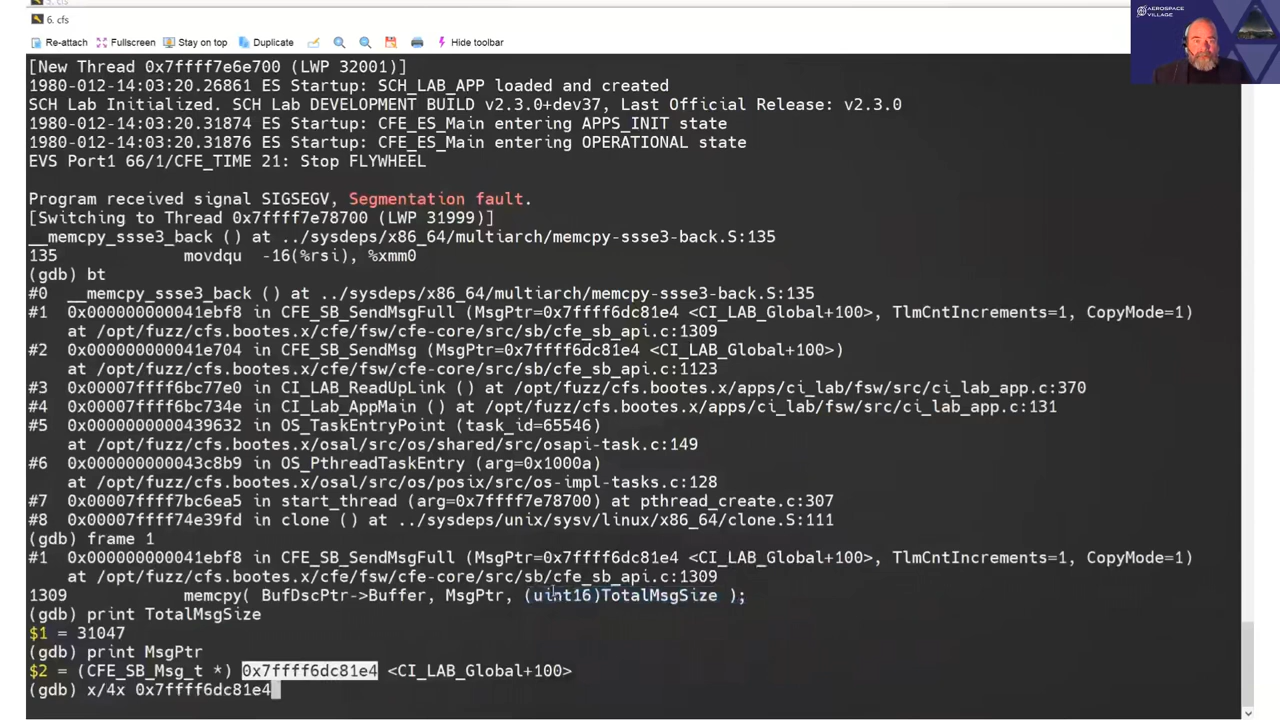 6. cfs
Re-attach Fullscreen Stay on top Duplicate Hide toolbar
AEROSPACE
VILLAGE
[New Thread 0x7ffff7e6e700 (LWP 32001)]
1980-012-14:03:20.26861 ES Startup: SCH_LAB_APP loaded and created
SCH Lab Initialized. SCH Lab DEVELOPMENT BUILD v2.3.0+dev37, Last Official Release: v2.3.0
1980-012-14:03:20.31874 ES Startup: CFE_ES_Main entering APPS_INIT state
1980-012-14:03:20.31876 ES Startup: CFE_ES_Main entering OPERATIONAL state
EVS Port1 66/1/CFE_TIME 21: Stop FLYWHEEL
Program received signal SIGSEGV, Segmentation fault.
[Switching to Thread 0x7ffff7e78700 (LWP 31999)]
__memcpy_ssse3_back () at ../sysdeps/x86_64/multiarch/memcpy-ssse3-back.S:135
135 movdqu -16(%rsi), %xmm0
(gdb) bt
#0 __memcpy_ssse3_back () at ../sysdeps/x86_64/multiarch/memcpy-ssse3-back.S:135
#1 0x000000000041ebf8 in CFE_SB_SendMsgFull (MsgPtr=0x7ffff6dc81e4 <CI_LAB_Global+100>, TlmCntIncrements=1, CopyMode=1)
at /opt/fuzz/cfs.bootes.x/cfe/fsw/cfe-core/src/sb/cfe_sb_api.c:1309
#2 0x000000000041e704 in CFE_SB_SendMsg (MsgPtr=0x7ffff6dc81e4 <CI_LAB_Global+100>)
at /opt/fuzz/cfs.bootes.x/cfe/fsw/cfe-core/src/sb/cfe_sb_api.c:1123
#3 0x00007ffff6bc77e0 in CI_LAB_ReadUpLink () at /opt/fuzz/cfs.bootes.x/apps/ci_lab/fsw/src/ci_lab_app.c:370
#4 0x00007ffff6bc734e in CI_Lab_AppMain () at /opt/fuzz/cfs.bootes.x/apps/ci_lab/fsw/src/ci_lab_app.c:131
#5 0x0000000000439632 in OS_TaskEntryPoint (task_id=65546)
at /opt/fuzz/cfs.bootes.x/osal/src/os/shared/src/osapi-task.c:149
#6 0x000000000043c8b9 in OS_PthreadTaskEntry (arg=0x1000a)
at /opt/fuzz/cfs.bootes.x/osal/src/os/posix/src/os-impl-tasks.c:128
#7 0x00007ffff7bc6ea5 in start_thread (arg=0x7ffff7e78700) at pthread_create.c:307
#8 0x00007ffff74e39fd in clone () at ../sysdeps/unix/sysv/linux/x86_64/clone.S:111
(gdb) frame 1
#1 0x000000000041ebf8 in CFE_SB_SendMsgFull (MsgPtr=0x7ffff6dc81e4 <CI_LAB_Global+100>, TlmCntIncrements=1, CopyMode=1)
at /opt/fuzz/cfs.bootes.x/cfe/fsw/cfe-core/src/sb/cfe_sb_api.c:1309
1309 memcpy( BufDscPtr->Buffer, MsgPtr, (uint16)TotalMsgSize );
(gdb) print TotalMsgSize
$1 = 31047
(gdb) print MsgPtr
$2 = (CFE_SB_Msg_t *) 0x7ffff6dc81e4 <CI_LAB_Global+100>
(gdb) x/4x 0x7ffff6dc81e4